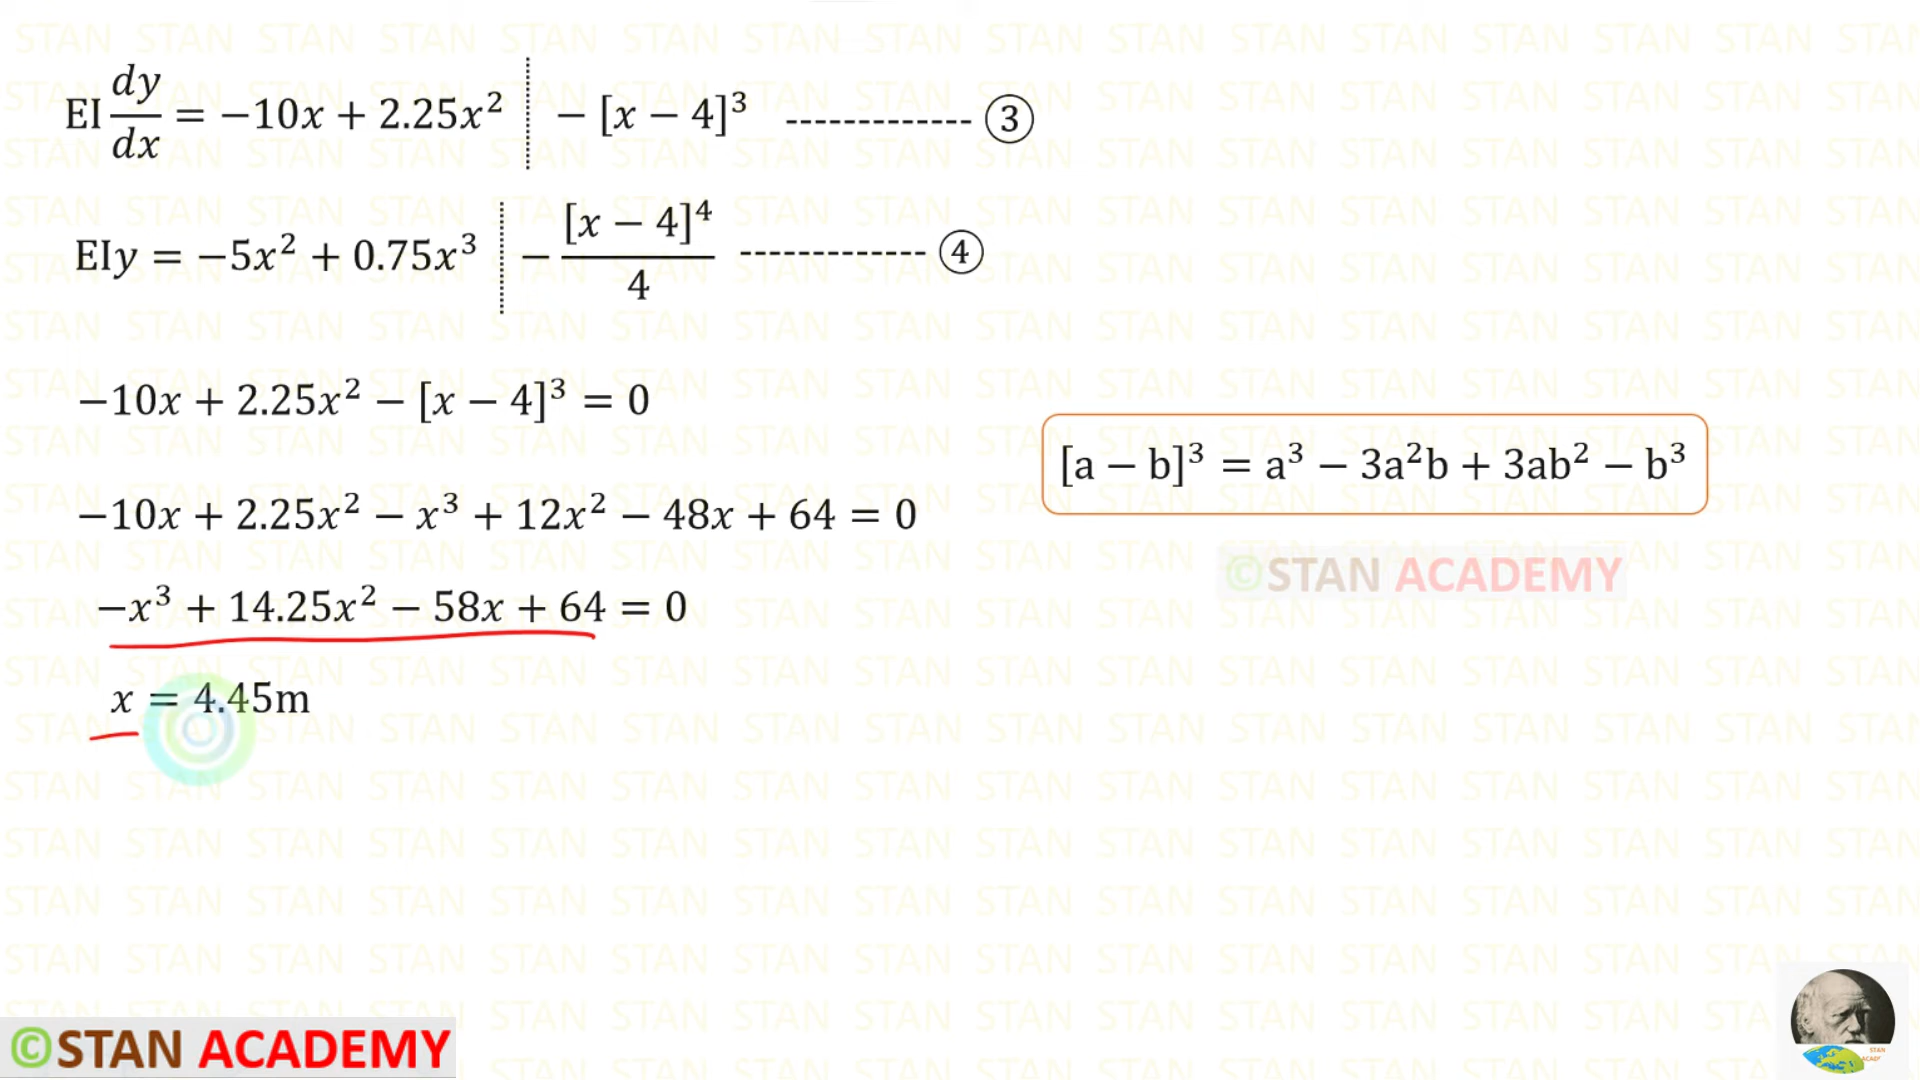 EI dy/dx = −10x + 2.25x² − [x − 4]³ ------------- ③
EIy = −5x² + 0.75x³ − [x − 4]⁴/4 ------------- ④
−10x + 2.25x² − [x − 4]³ = 0
[a − b]³ = a³ − 3a²b + 3ab² − b³
−10x + 2.25x² − x³ + 12x² − 48x + 64 = 0
©STAN ACADEMY
−x³ + 14.25x² − 58x + 64 = 0
x = 4.45m
©STAN ACADEMY